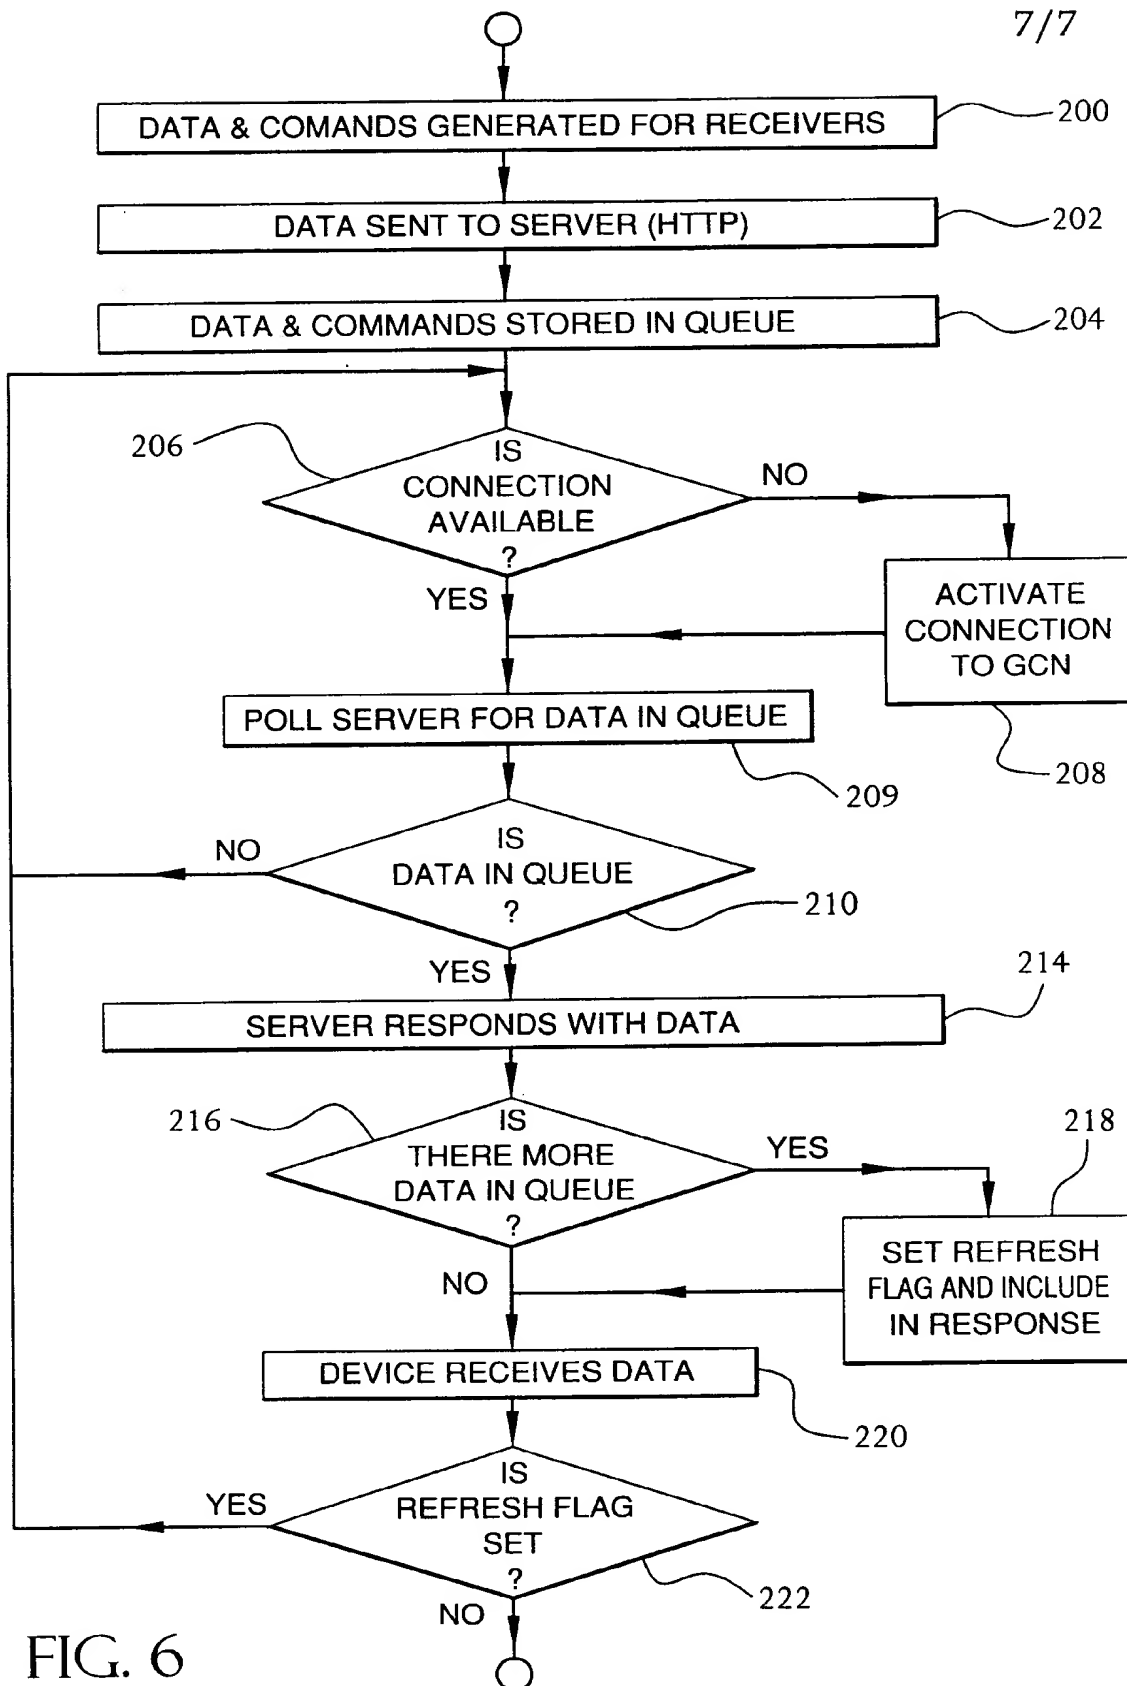 7/7
DATA & COMANDS GENERATED FOR RECEIVERS
200
DATA SENT TO SERVER (HTTP)
202
DATA & COMMANDS STORED IN QUEUE
204
206
IS
CONNECTION
AVAILABLE
?
NO
YES
ACTIVATE
CONNECTION
TO GCN
208
POLL SERVER FOR DATA IN QUEUE
209
IS
DATA IN QUEUE
?
NO
210
YES
214
SERVER RESPONDS WITH DATA
216
IS
THERE MORE
DATA IN QUEUE
?
YES
218
NO
SET REFRESH
FLAG AND INCLUDE
IN RESPONSE
DEVICE RECEIVES DATA
220
IS
REFRESH FLAG
SET
?
YES
222
NO
FIG. 6